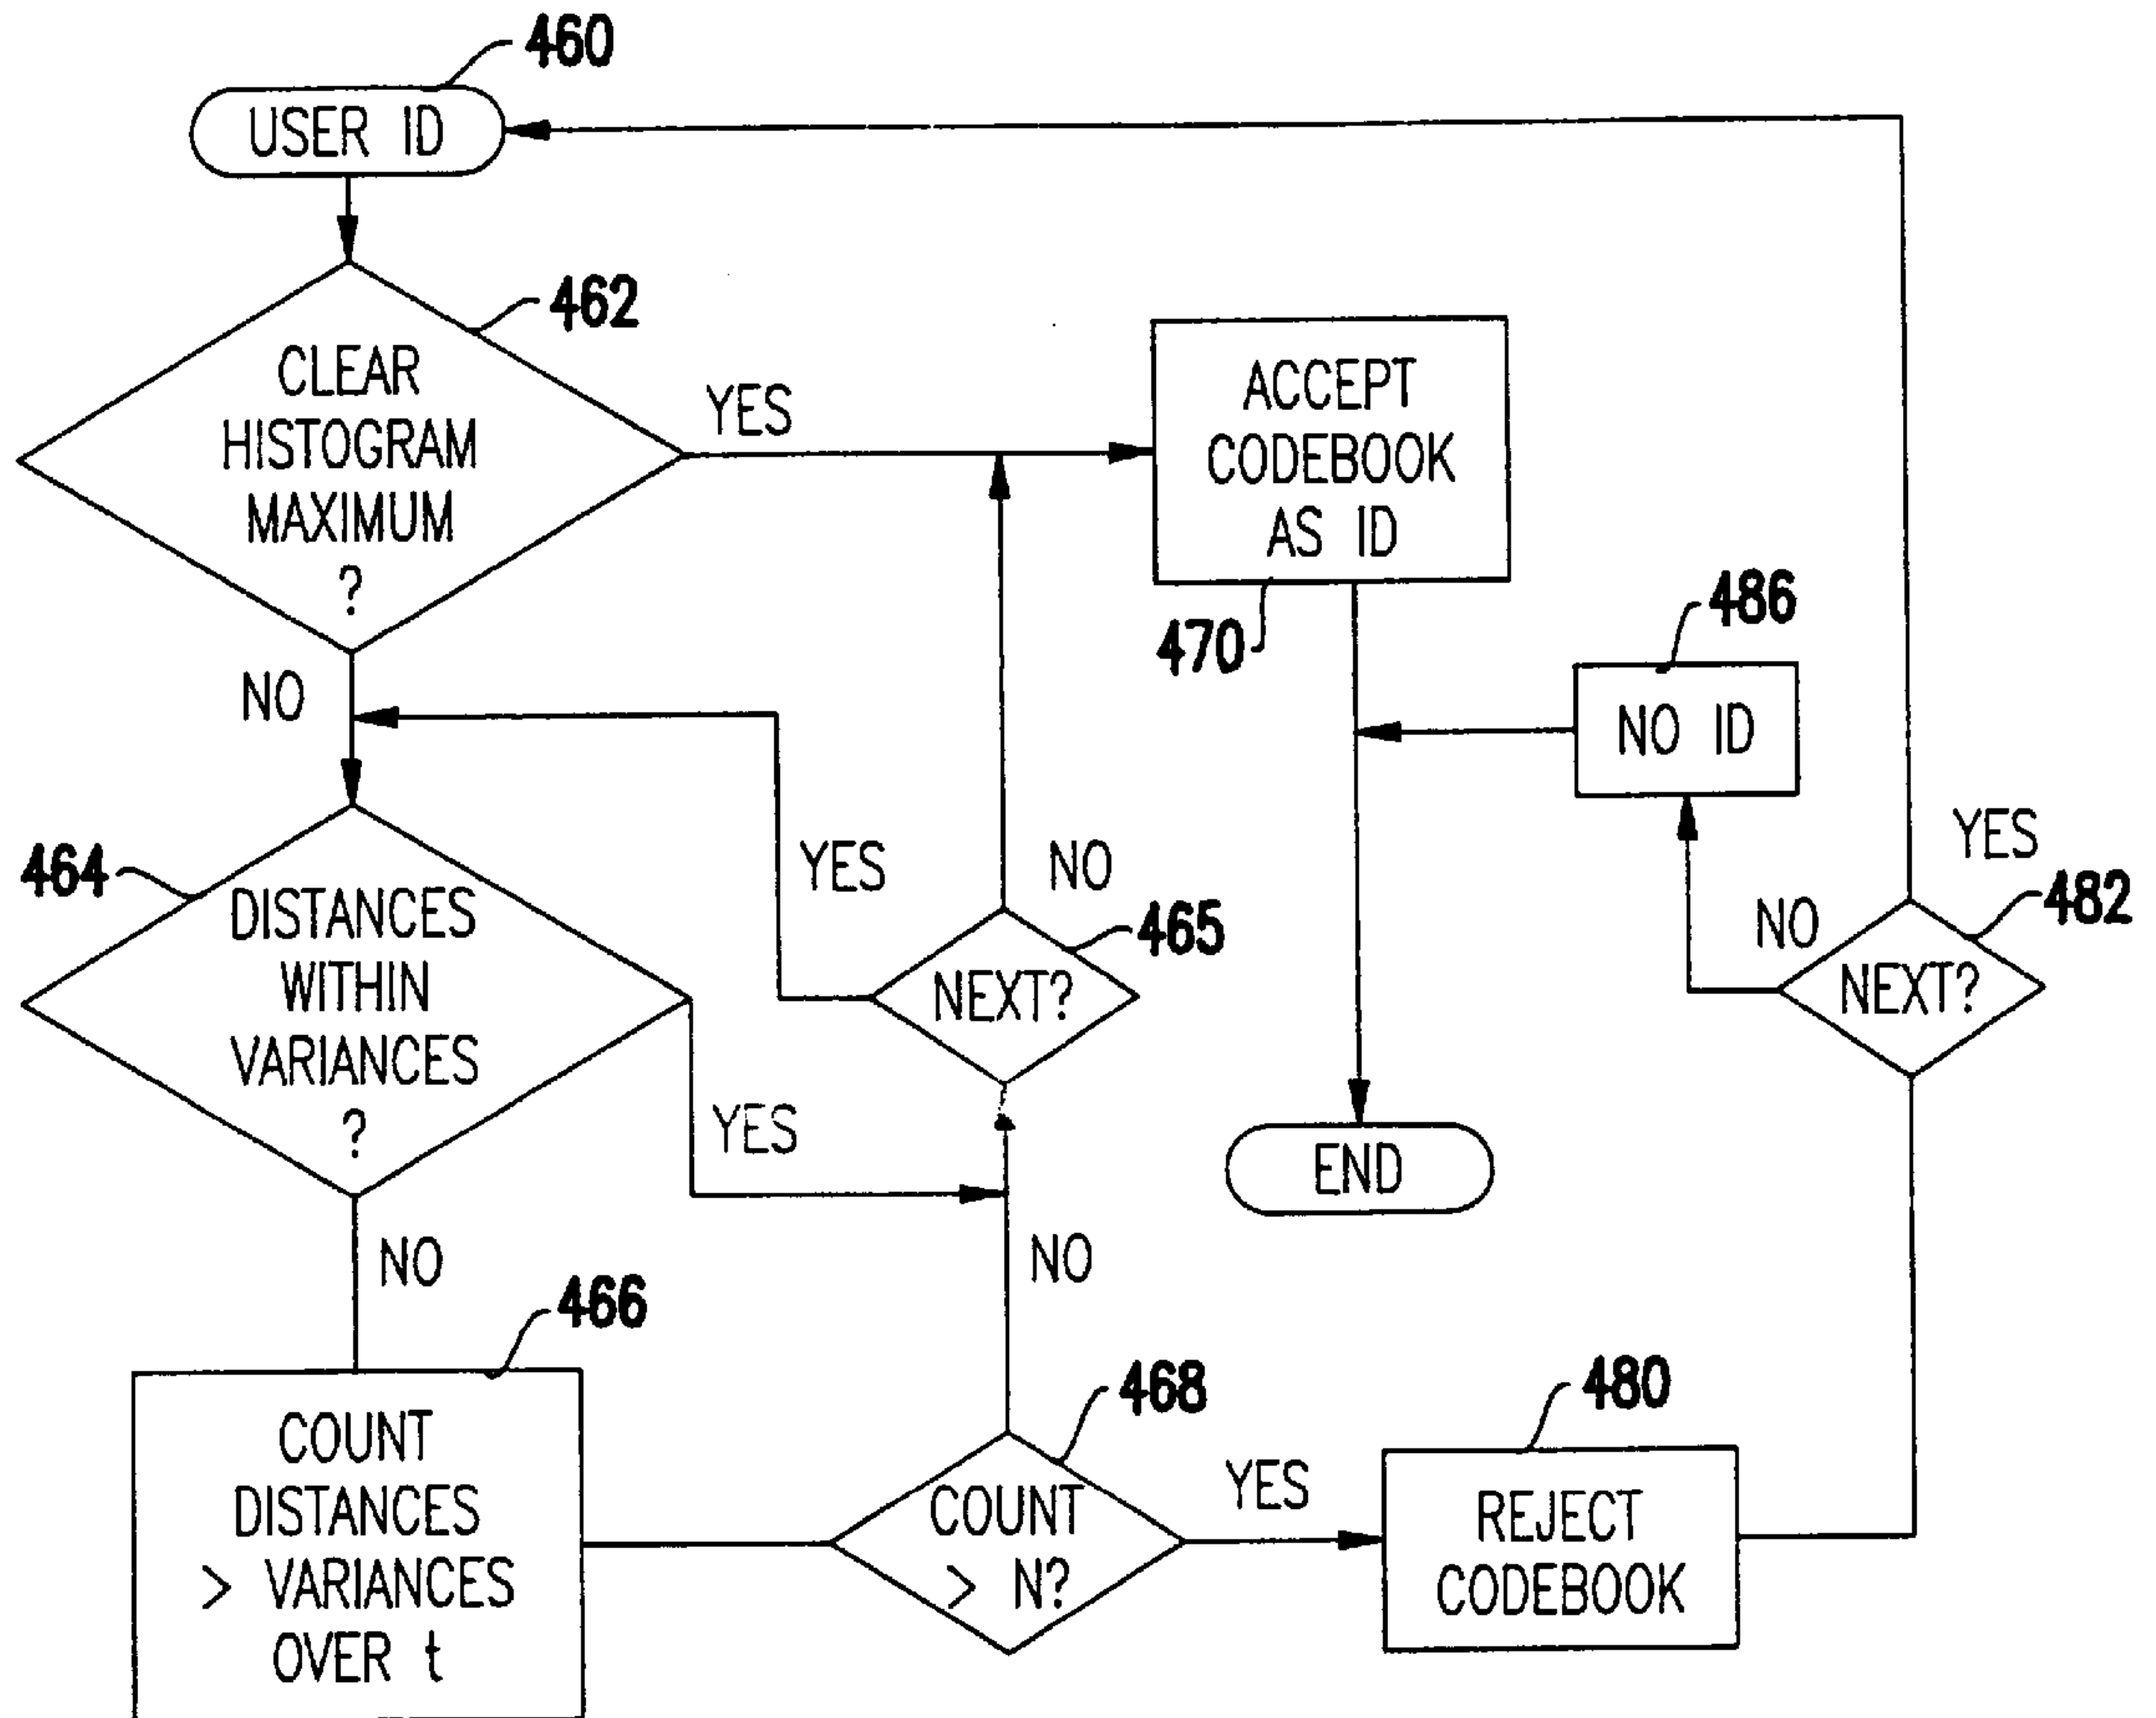 460
USER ID
462
CLEAR
HISTOGRAM
MAXIMUM
?
YES
NO
ACCEPT
CODEBOOK
AS ID
470
486
NO ID
464
DISTANCES
WITHIN
VARIANCES
?
YES
NO
YES
NO
465
NEXT?
YES
NO
482
NEXT?
END
466
COUNT
DISTANCES
> VARIANCES
OVER t
NO
468
COUNT
> N?
YES
480
REJECT
CODEBOOK